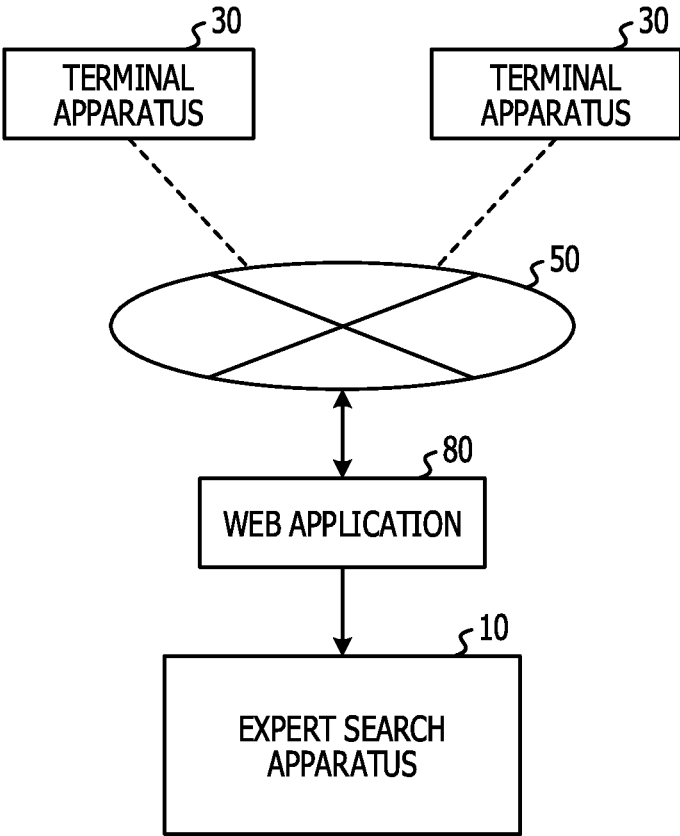 30
30
TERMINAL
APPARATUS
TERMINAL
APPARATUS
50
80
WEB APPLICATION
10
EXPERT SEARCH
APPARATUS